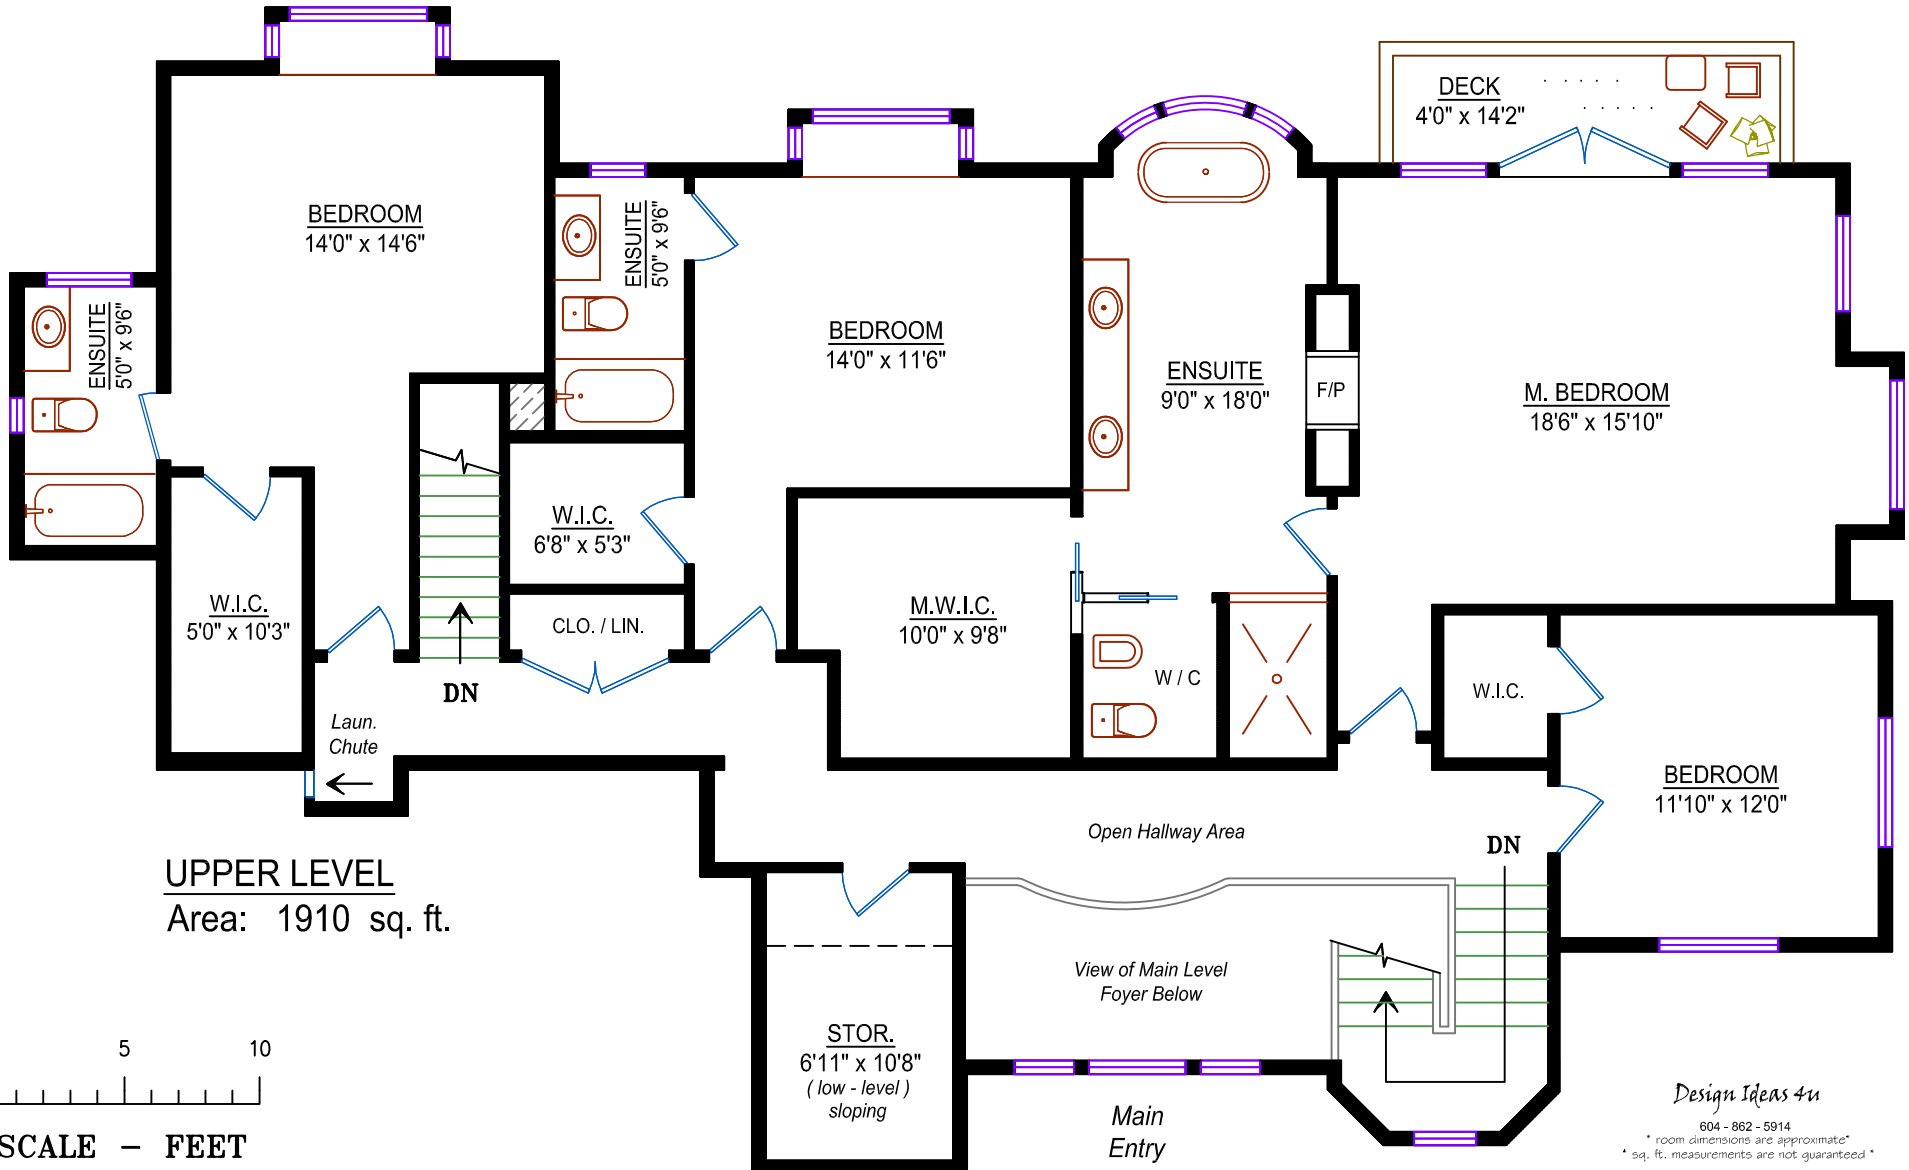 DECK
4'0" x 14'2"
BEDROOM
14'0" x 14'6"
ENSUITE
5'0" x 9'6"
ENSUITE
5'0" x 9'6"
BEDROOM
14'0" x 11'6"
ENSUITE
9'0" x 18'0"
F/P
M. BEDROOM
18'6" x 15'10"
W.I.C.
6'8" x 5'3"
W.I.C.
5'0" x 10'3"
CLO. / LIN.
M.W.I.C.
10'0" x 9'8"
W / C
W.I.C.
DN
Laun.
Chute
BEDROOM
11'10" x 12'0"
Open Hallway Area
DN
UPPER LEVEL
Area: 1910 sq. ft.
View of Main Level
Foyer Below
STOR.
6'11" x 10'8"
( low - level )
sloping
5 10
SCALE - FEET
Main
Entry
Design Ideas 4u
604 - 862 - 5914
* room dimensions are approximate*
* sq. ft. measurements are not guaranteed *